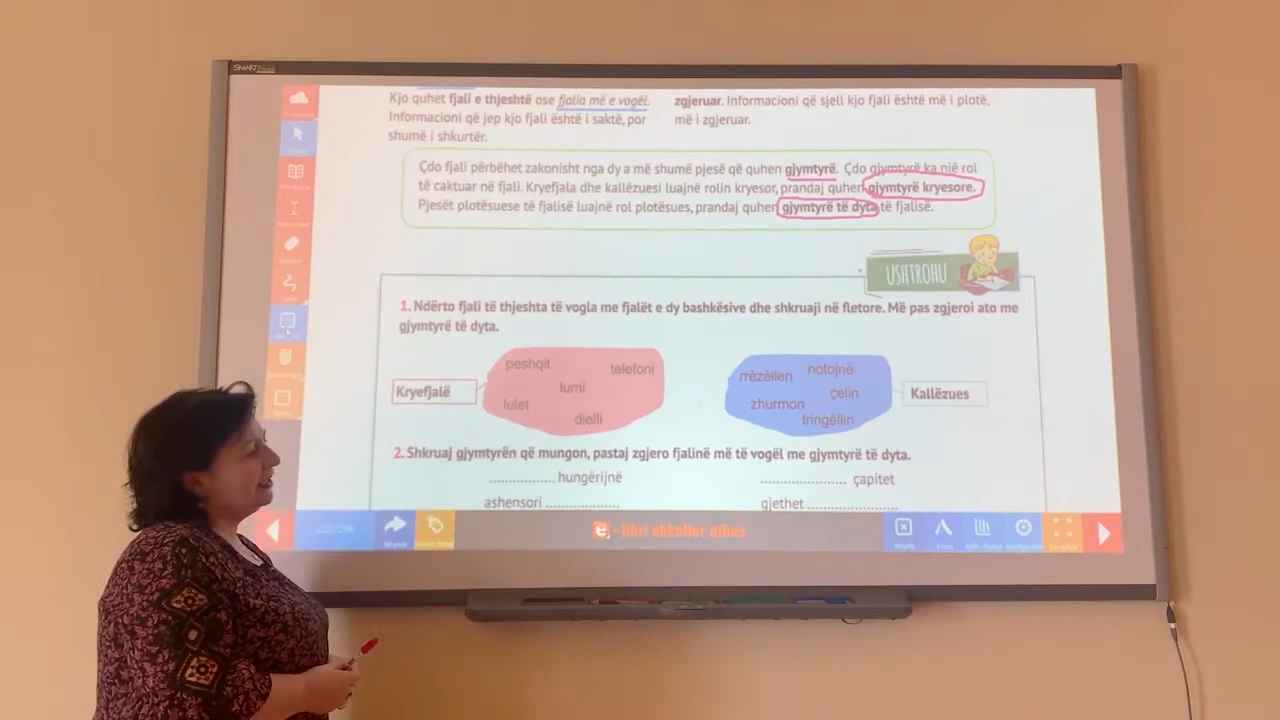 SMART Board
Kjo quhet fjali e thjeshtë ose fjalia më e vogël.
Informacioni që jep kjo fjali është i saktë, por
shumë i shkurtër.
zgjeruar. Informacioni që sjell kjo fjali është më i plotë,
më i zgjeruar.
Çdo fjali përbëhet zakonisht nga dy a më shumë pjesë që quhen gjymtyrë. Çdo gjymtyrë ka një rol
të caktuar në fjali. Kryefjala dhe kallëzuesi luajnë rolin kryesor, prandaj quhen gjymtyrë kryesore.
Pjesët plotësuese të fjalisë luajnë rol plotësues, prandaj quhen gjymtyrë të dyta të fjalisë.
USHTROHU
1. Ndërto fjali të thjeshta të vogla me fjalët e dy bashkësive dhe shkruaji në fletore. Më pas zgjeroi ato me
gjymtyrë të dyta.
Kryefjalë
peshqit
telefoni
lumi
lulet
dielli
rrëzëllen
notojnë
çelin
zhurmon
tringëllin
Kallëzues
2. Shkruaj gjymtyrën që mungon, pastaj zgjero fjalinë më të vogël me gjymtyrë të dyta.
................ hungërijnë
..................... çapitet
ashensori ..................
gjethet ......................
-libri shkollor albas